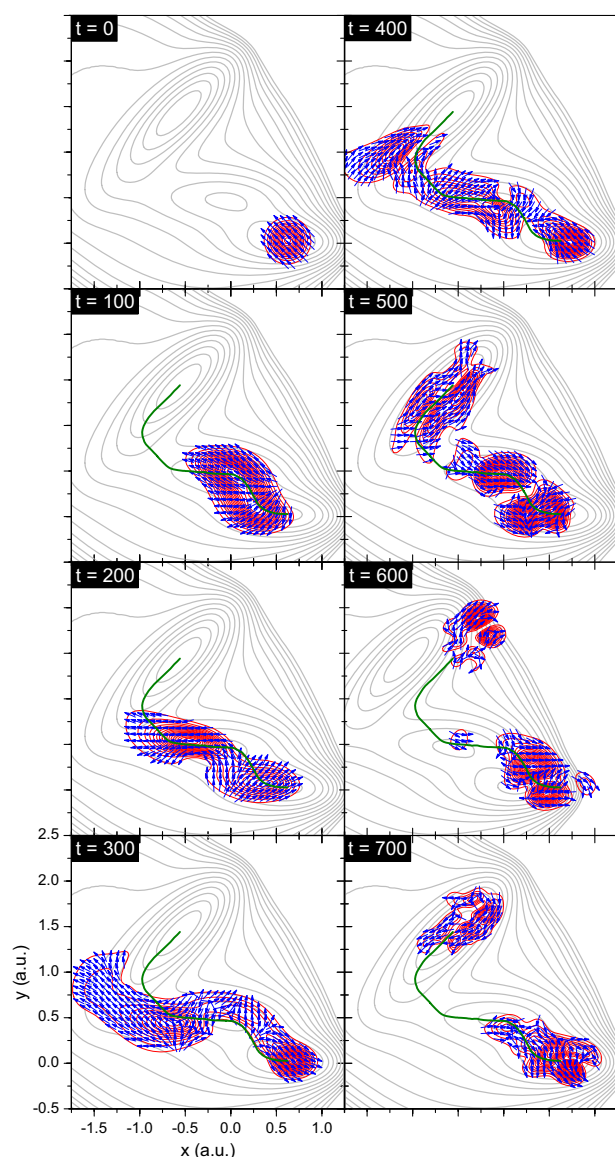 t = 0
t = 400
t = 100
t = 500
t = 200
t = 600
2.5
t = 300
t = 700
2.0
1.5
1.0
0.5
0.0
-0.5
y (a.u.)
-1.5 -1.0 -0.5 0.0 0.5 1.0
x (a.u.)